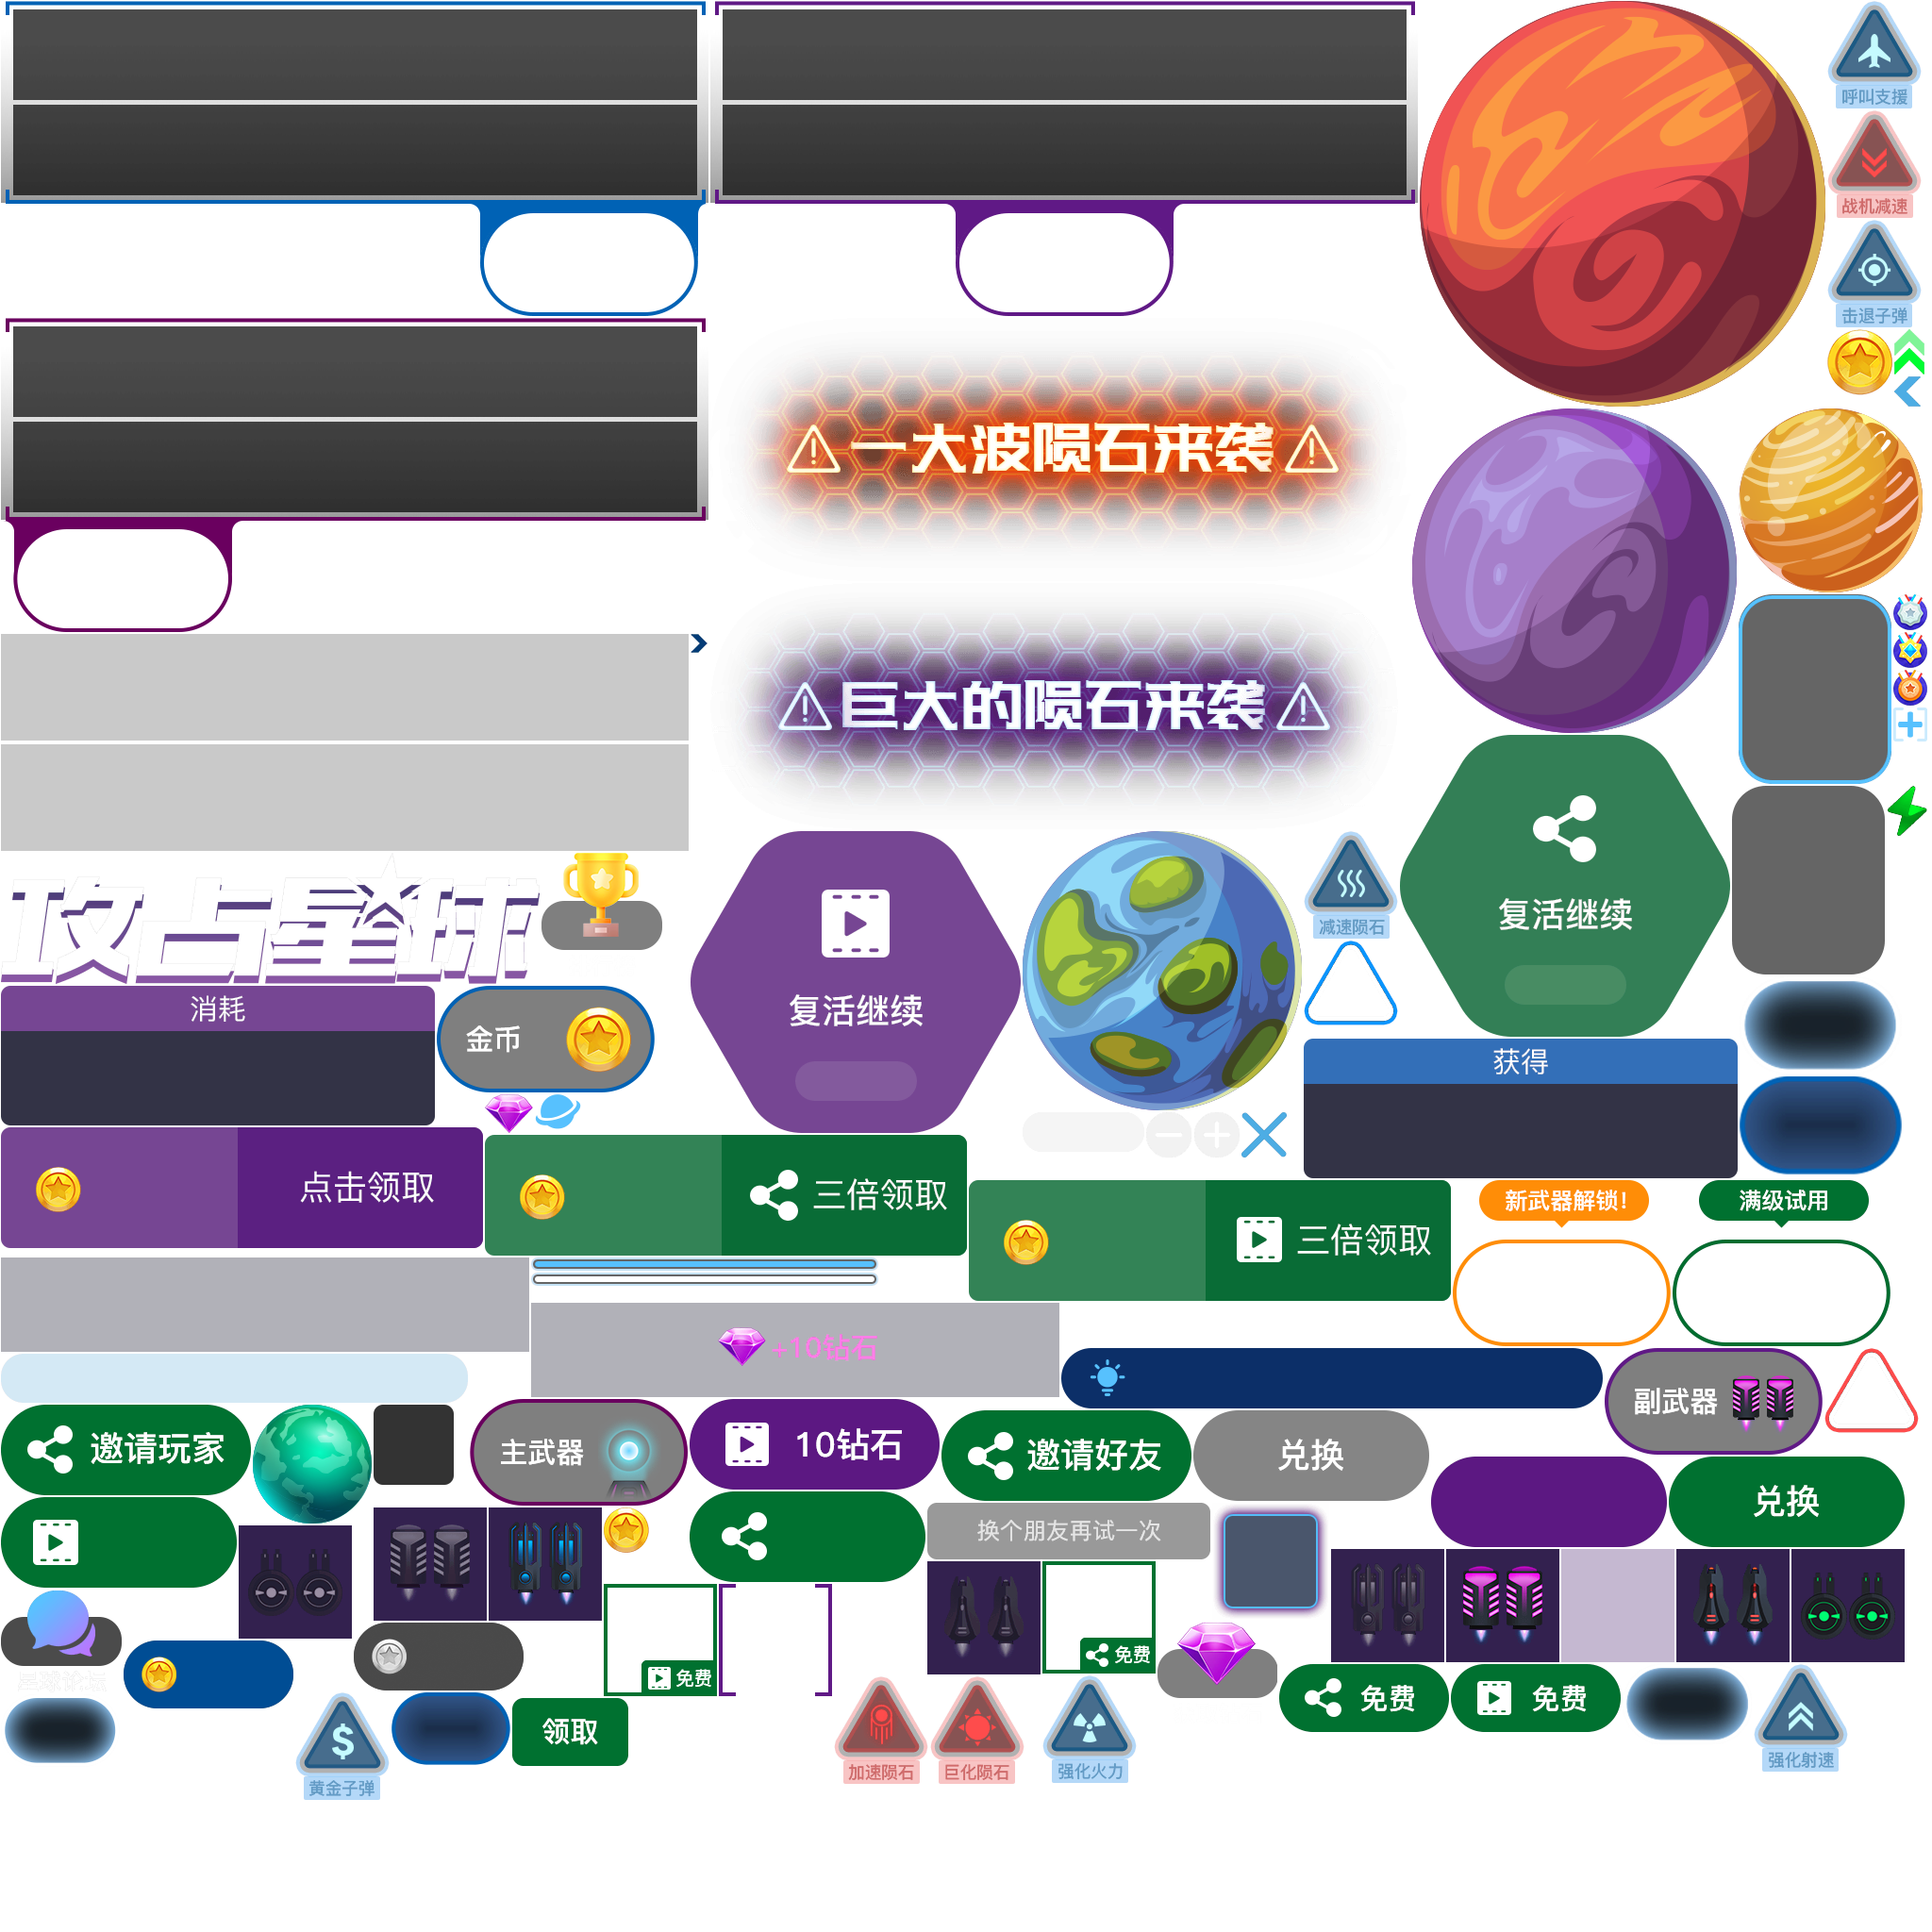 呼叫支援
战机减速
击退子弹
一大波陨石来袭
巨大的陨石来袭
复活继续
攻占星球
减速陨石
复活继续
消耗
金币
获得
点击领取
三倍领取
三倍领取
新武器解锁！
满级试用
+10钻石
副武器
邀请玩家
主武器
10钻石
邀请好友
兑换
兑换
换个朋友再试一次
免费
免费
星球论坛
免费
免费
领取
黄金子弹
加速陨石
巨化陨石
强化火力
强化射速